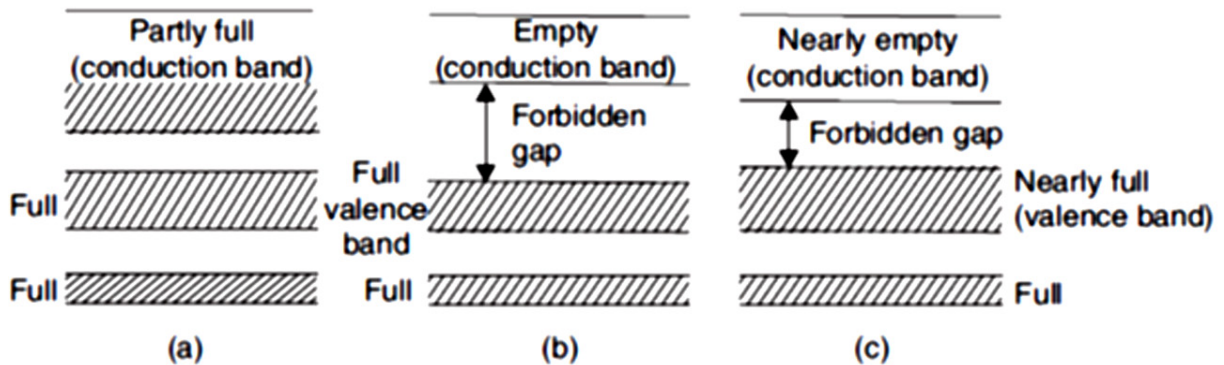 Partly full
(conduction band)
Full
Full
(a)
Empty
(conduction band)
Forbidden
gap
Full
valence
band
Full
(b)
Nearly empty
(conduction band)
Forbidden gap
Nearly full
(valence band)
Full
(c)